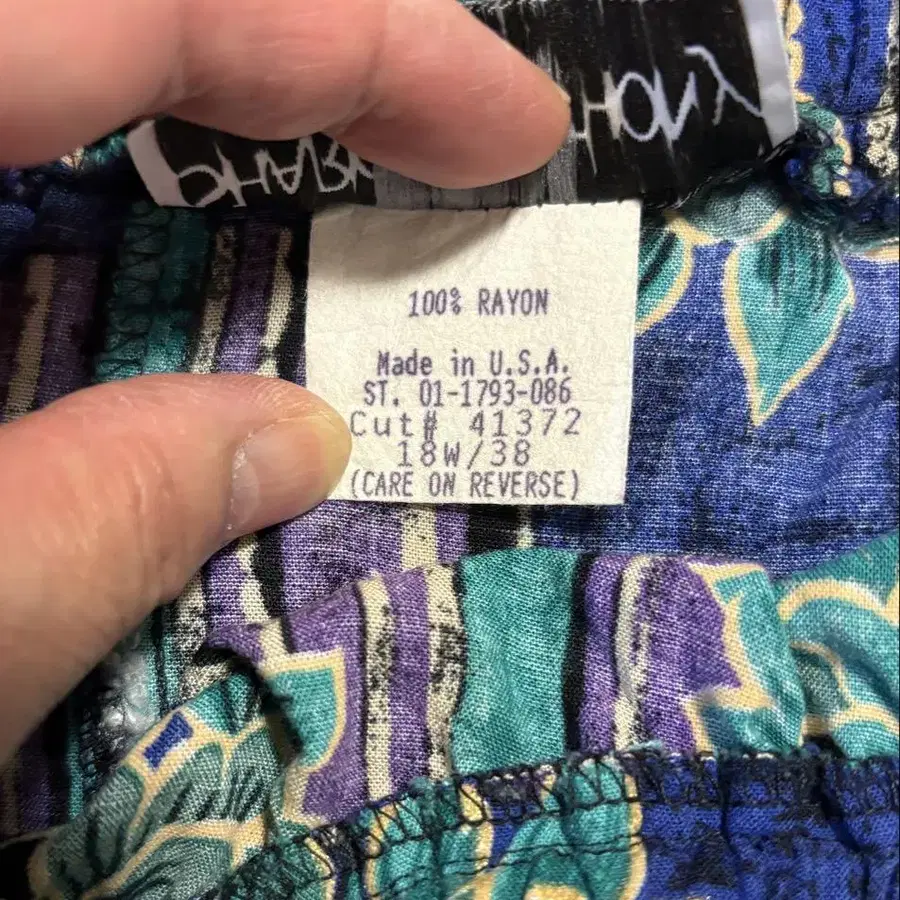 100% RAYON
Made in U.S.A.
ST. 01-1793-086
Cut# 41372
18W/38
(CARE ON REVERSE)